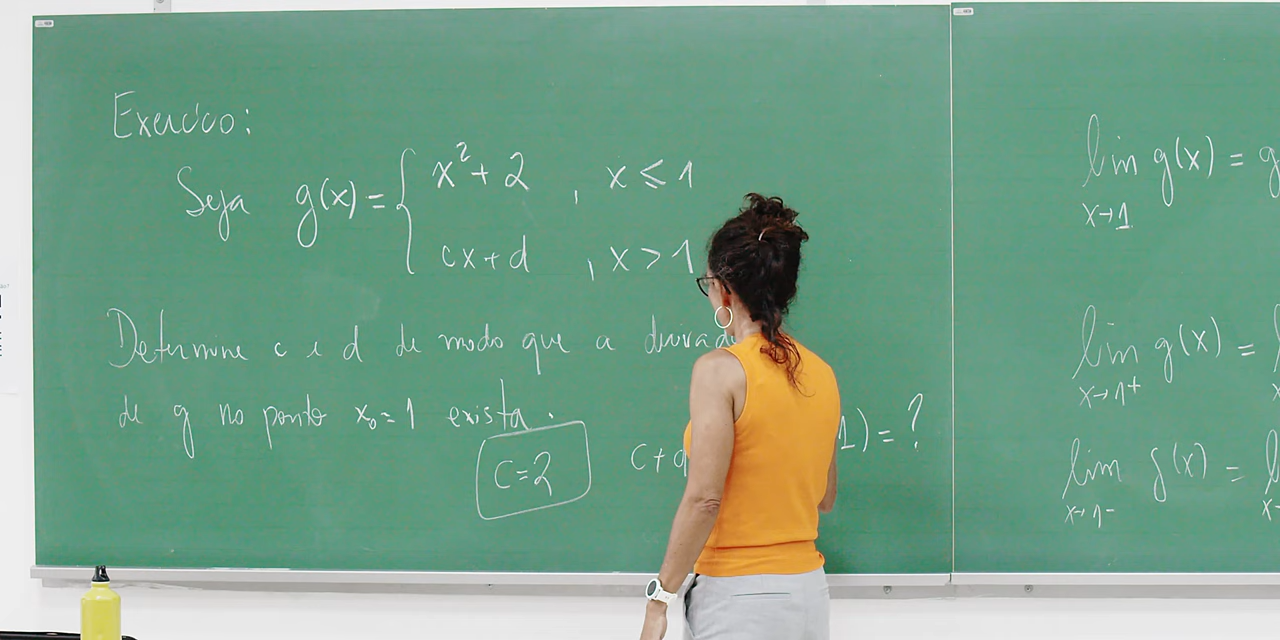 Exercício:
Seja g(x) = { x² + 2 , x ≤ 1
cx + d , x > 1
Determine c e d de modo que a
de g no ponto x₀ = 1 exista.
c = 2
c +
1) = ?
lim g(x) = g
x→1
lim g(x) =
x→1⁺
lim g(x) =
x→1⁻